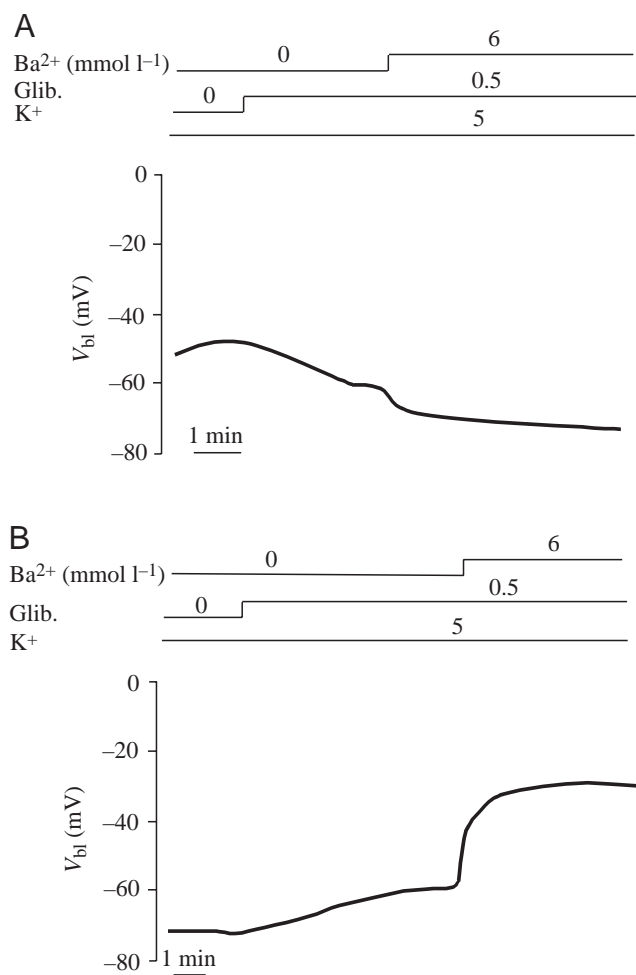 A
6
0
Ba2+ (mmol l–1)
Glib.
0.5
0
K+
5
0
–20
–40
–60
–80
Vbl (mV)
1 min
B
6
0
Ba2+ (mmol l–1)
0.5
0
Glib.
5
K+
0
–20
–40
–60
–80
Vbl (mV)
1 min